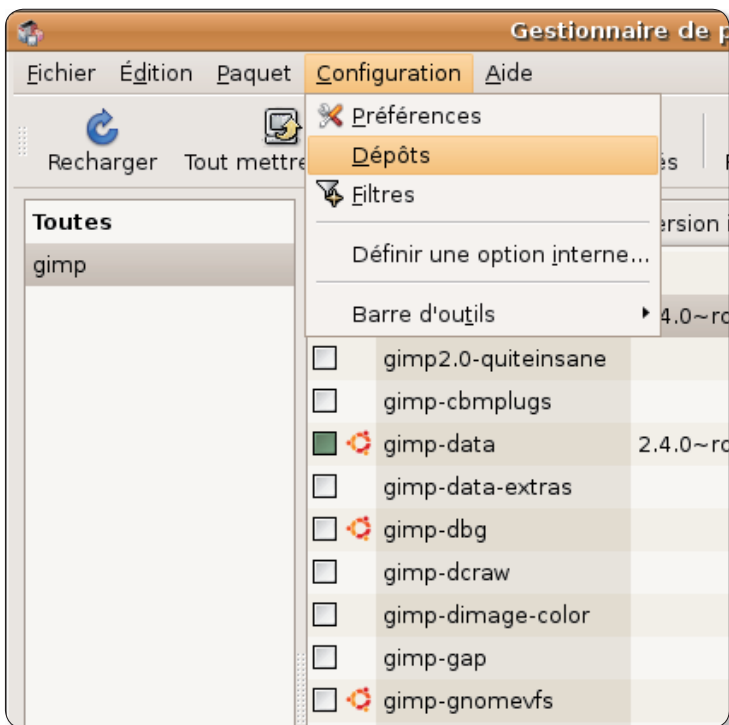 Gestionnaire de
Fichier Édition Paquet Configuration Aide
Préférences
Dépôts
Filtres
Définir une option interne...
Barre d'outils
Recharger Tout
Toutes
gimp
gimp2.0-quiteinsane
gimp-cbmplugs
gimp-data 2.4.0~rc
gimp-data-extras
gimp-dbg
gimp-dcraw
gimp-dimage-color
gimp-gap
gimp-gnomevfs